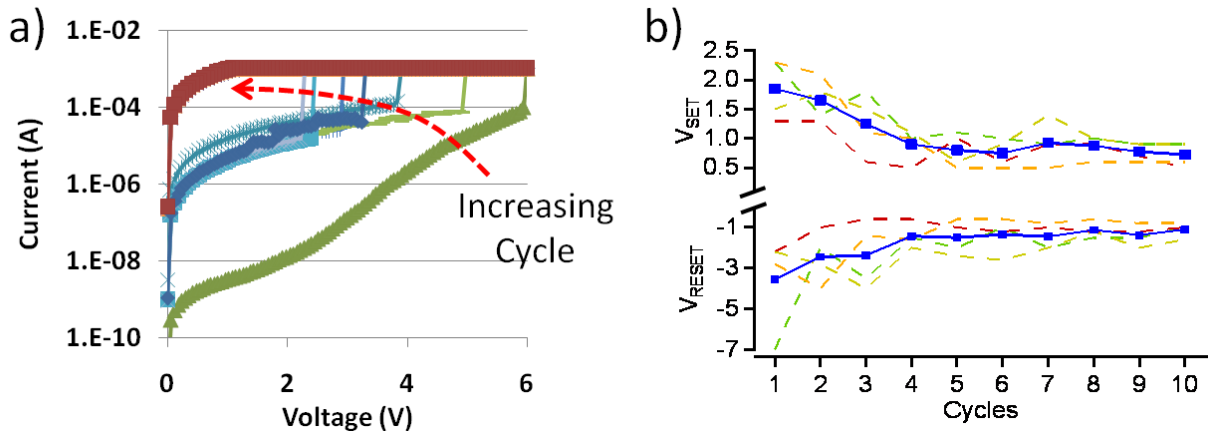 a)
1.E-02
1.E-04
1.E-06
1.E-08
1.E-10
Current (A)
0 2 4 6
Voltage (V)
Increasing
Cycle
b)
2.5
2.0
1.5
1.0
0.5
VSET
-1
-3
-5
-7
VRESET
1 2 3 4 5 6 7 8 9 10
Cycles